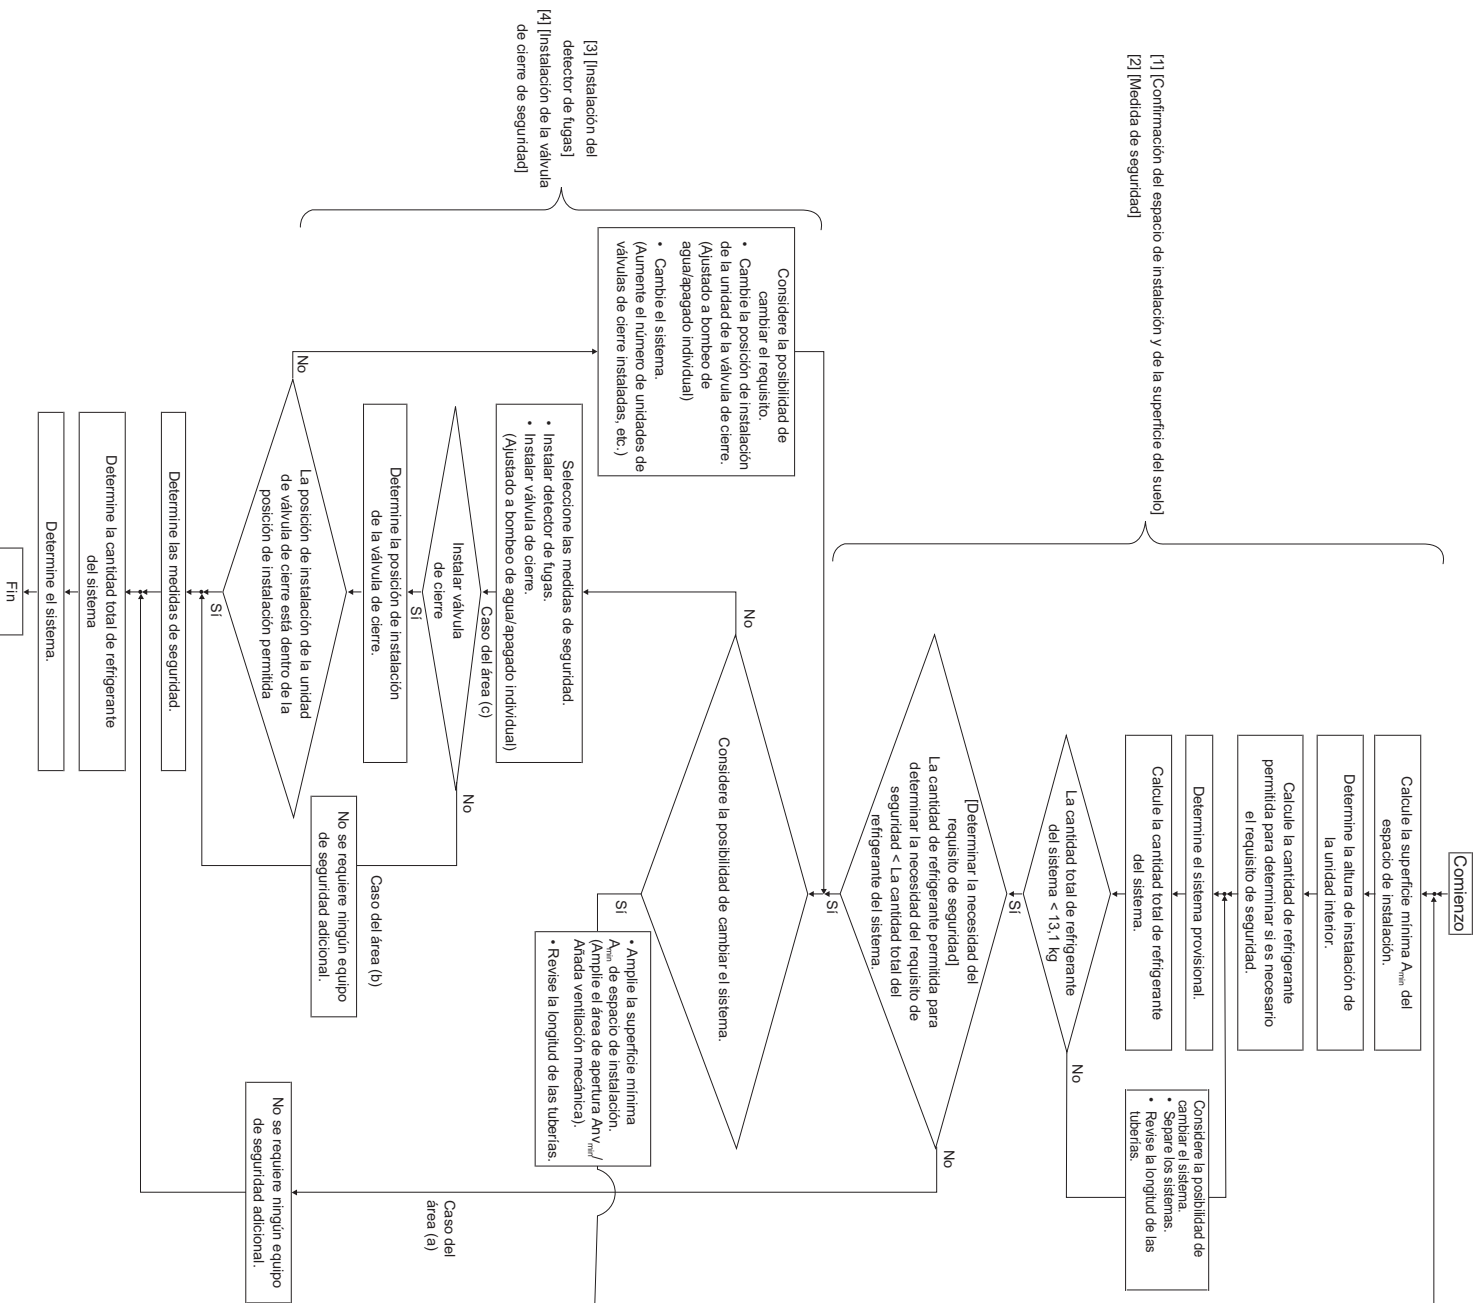 [1] [Confirmación del espacio de instalación y de la superficie del suelo]
[2] [Medida de seguridad]
Comienzo
Calcule la superficie mínima Amin del
espacio de instalación.
Determine la altura de instalación de
la unidad interior.
Calcule la cantidad de refrigerante
permitida para determinar si es necesario
el requisito de seguridad.
Determine el sistema provisional.
Calcule la cantidad total de refrigerante
del sistema.
La cantidad total de refrigerante
del sistema < 13,1 kg
No
Considere la posibilidad de
cambiar el sistema.
• Separe los sistemas.
• Revise la longitud de las
tuberías.
Sí
[Determinar la necesidad del
requisito de seguridad]
La cantidad de refrigerante permitida para
determinar la necesidad del requisito de
seguridad < La cantidad total del
refrigerante del sistema.
No
Sí
Considere la posibilidad de cambiar el sistema.
No
Sí
• Amplie la superficie mínima
Amin de espacio de instalación.
(Amplie el área de apertura Anvmin/
Añada ventilación mecánica).
• Revise la longitud de las tuberías.
[3] [Instalación del
detector de fugas]
[4] [Instalación de la válvula
de cierre de seguridad]
Considere la posibilidad de
cambiar el requisito.
• Cambie la posición de instalación
de la unidad de la válvula de cierre.
(Ajustado a bombeo de
agua/apagado individual)
• Cambie el sistema.
(Aumente el número de unidades de
válvulas de cierre instaladas, etc.)
Seleccione las medidas de seguridad.
• Instalar detector de fugas.
• Instalar válvula de cierre.
(Ajustado a bombeo de agua/apagado individual)
Caso del área (c)
Instalar válvula
de cierre
No
Sí
Determine la posición de instalación
de la válvula de cierre.
La posición de instalación de la unidad
de válvula de cierre está dentro de la
posición de instalación permitida
No
Sí
Caso del área (b)
No se requiere ningún equipo
de seguridad adicional.
Caso del
área (a)
No se requiere ningún equipo
de seguridad adicional.
Determine las medidas de seguridad.
Determine la cantidad total de refrigerante
del sistema
Determine el sistema.
Fin